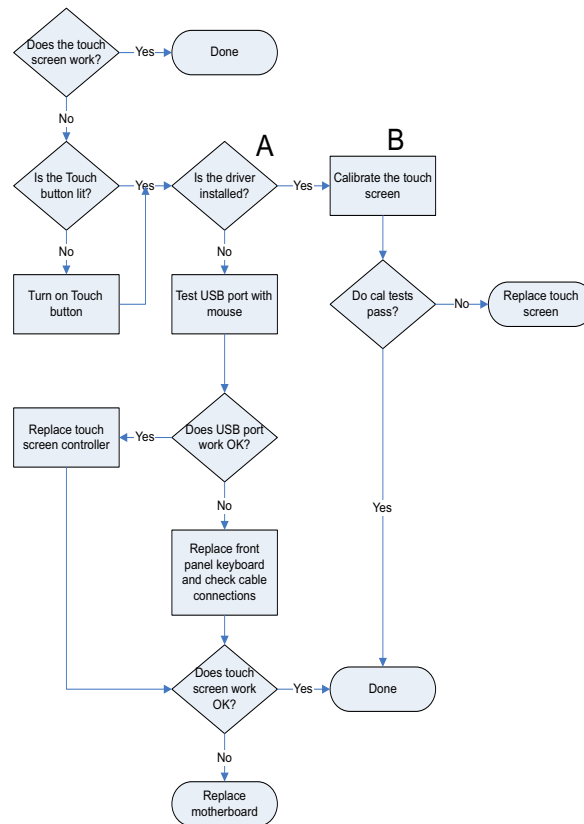 Does the touch
screen work?
Yes
Done
No
A
B
Is the Touch
button lit?
Yes
Is the driver
installed?
Yes
Calibrate the touch
screen
No
No
Turn on Touch
button
Test USB port with
mouse
Do cal tests
pass?
No
Replace touch
screen
Replace touch
screen controller
Yes
Does USB port
work OK?
No
Yes
Replace front
panel keyboard
and check cable
connections
Does touch
screen work
OK?
Yes
Done
No
Replace
motherboard